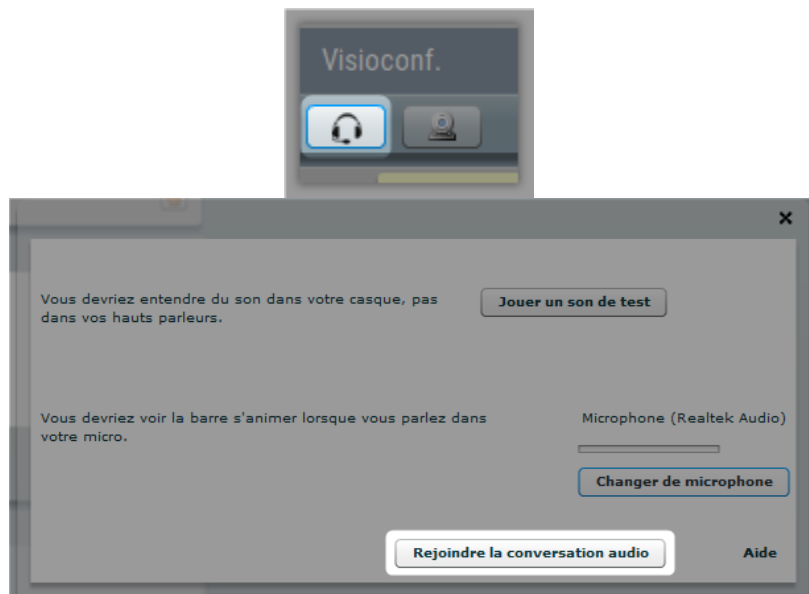 Visioconf.
Vous devriez entendre du son dans votre casque, pas
dans vos hauts parleurs.
Jouer un son de test
Vous devriez voir la barre s'animer lorsque vous parlez dans
votre micro.
Microphone (Realtek Audio)
Changer de microphone
Rejoindre la conversation audio
Aide